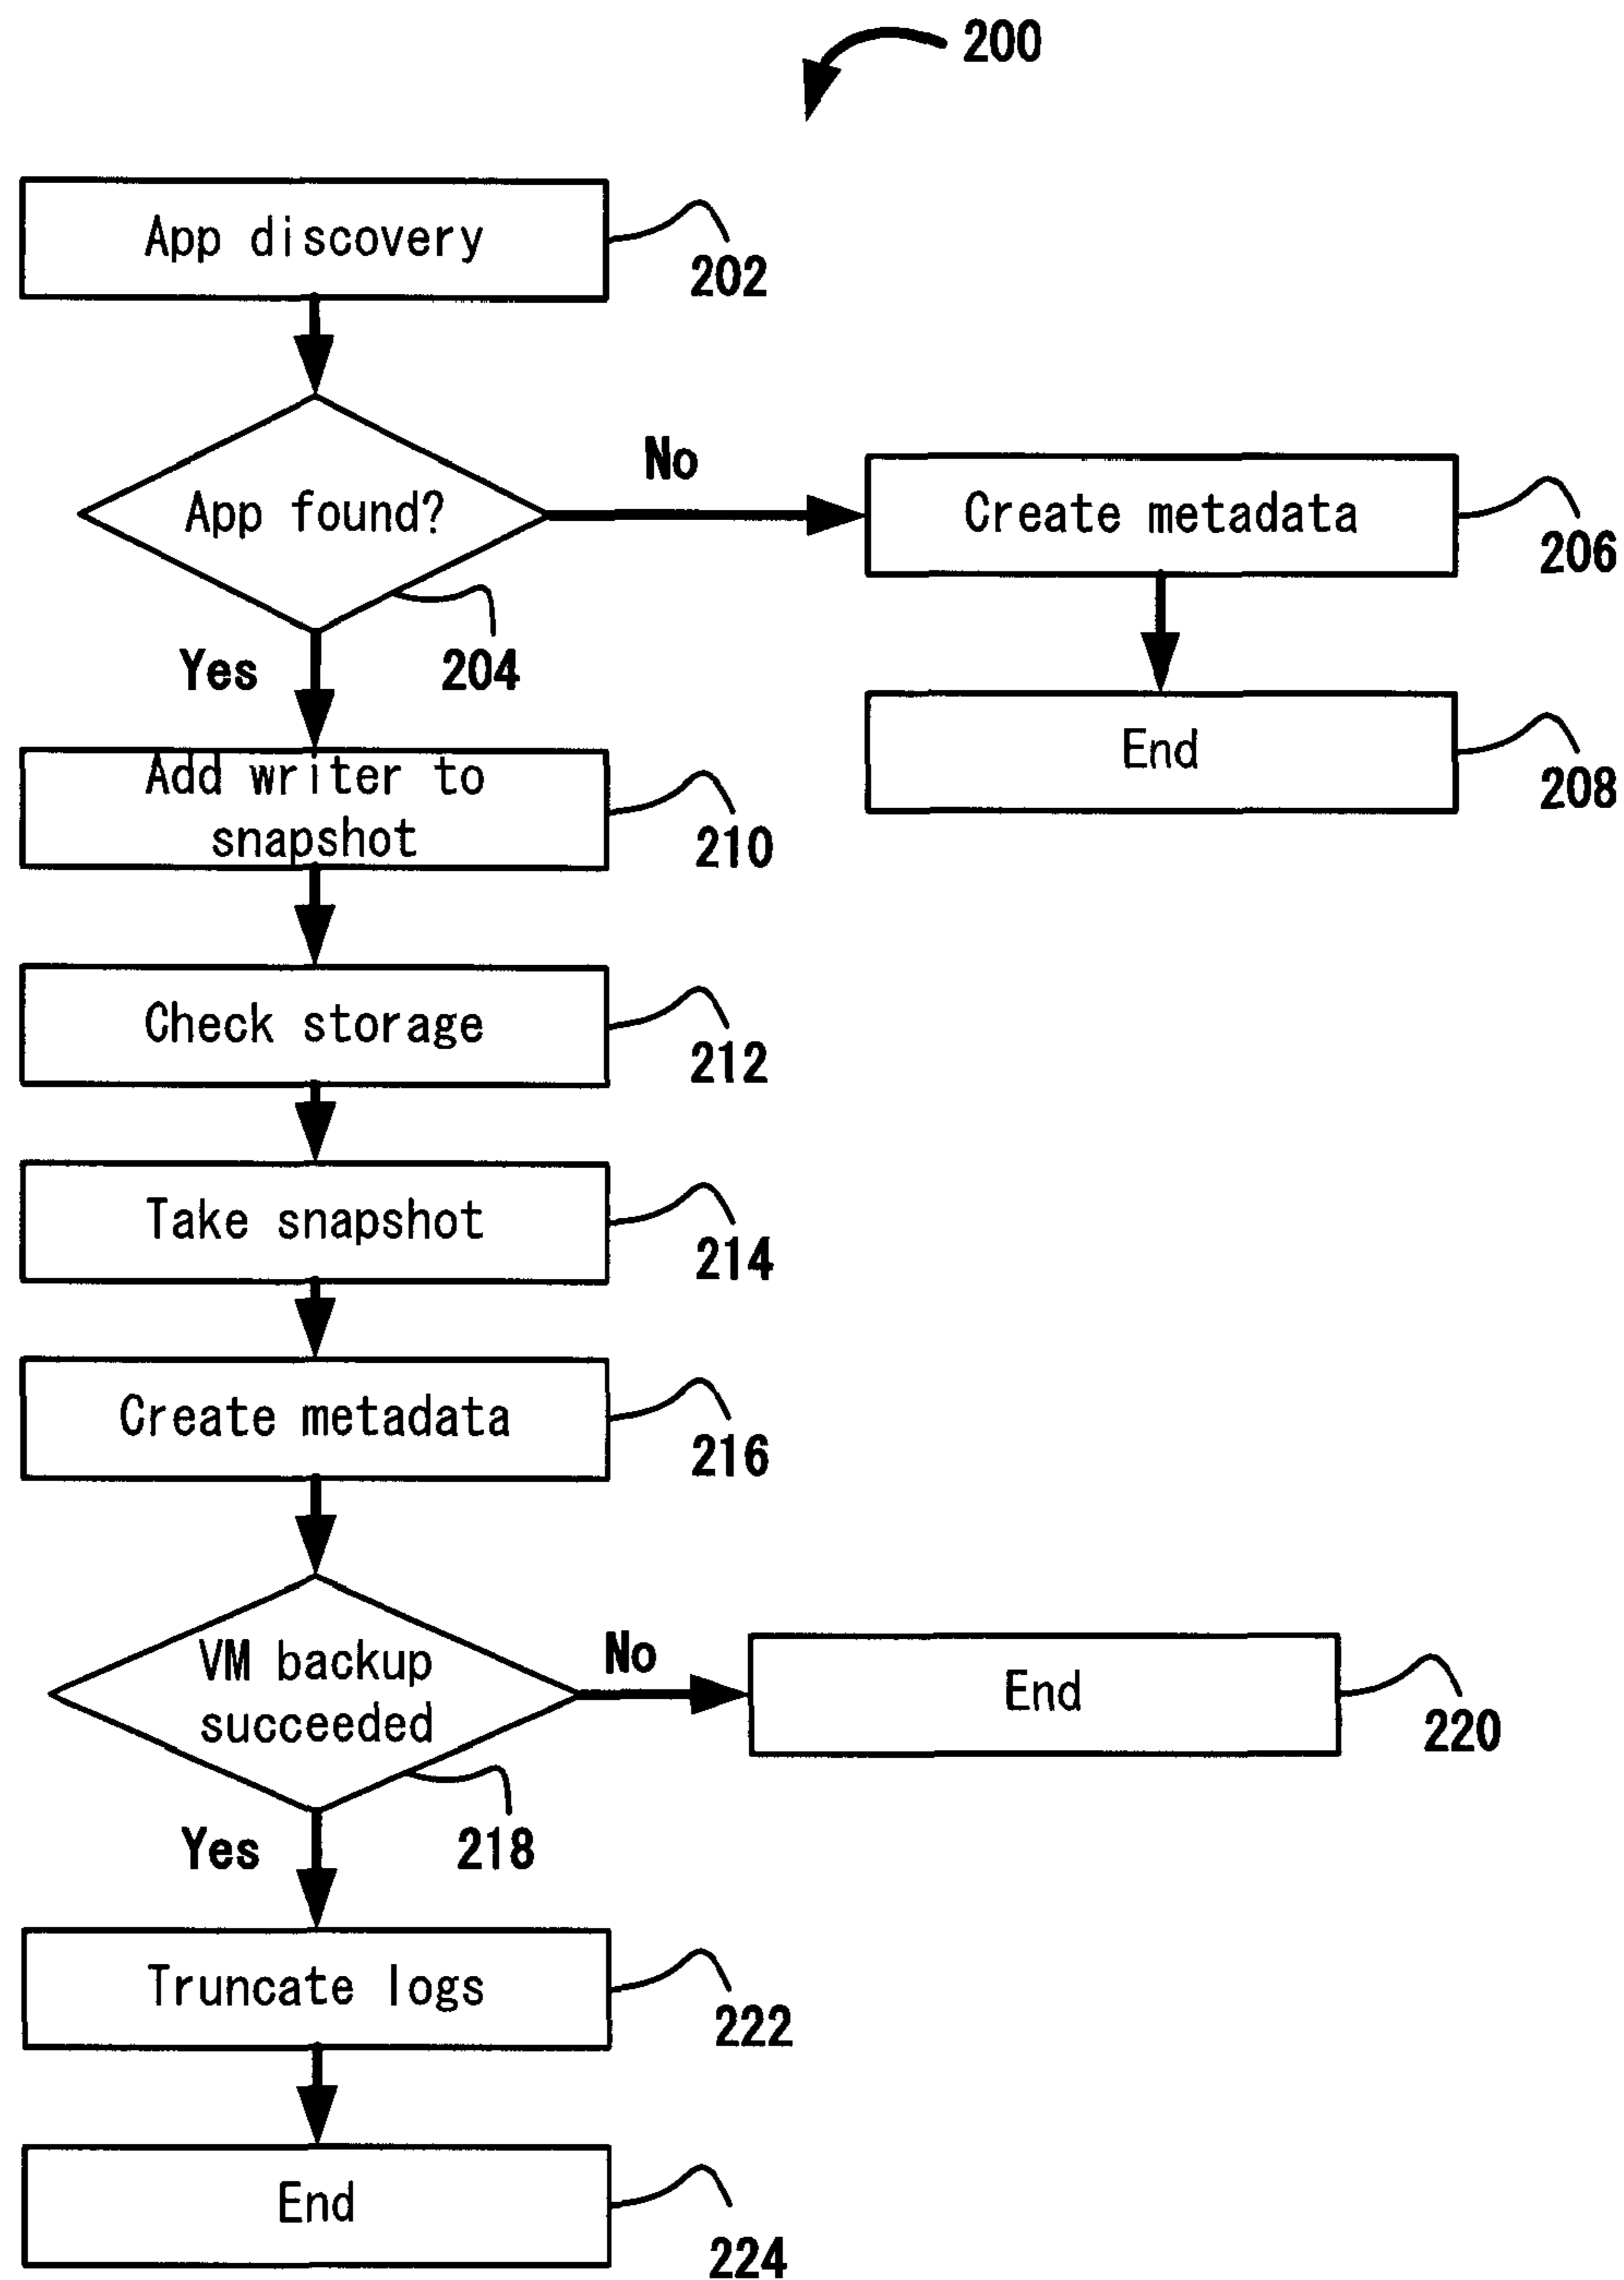 200
App discovery
202
App found?
No
Create metadata
206
204
Yes
End
208
Add writer to
snapshot
210
Check storage
212
Take snapshot
214
Create metadata
216
VM backup
succeeded
No
End
220
218
Yes
Truncate logs
222
End
224